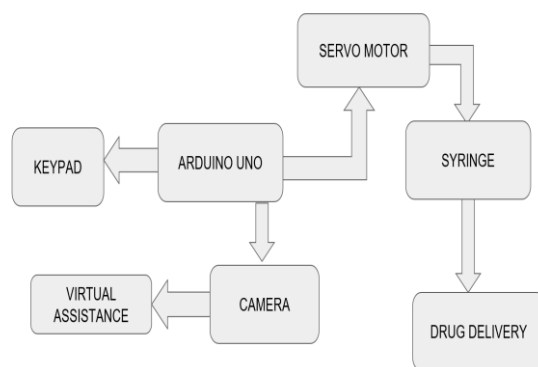 SERVO MOTOR
KEYPAD
ARDUINO UNO
SYRINGE
VIRTUAL
ASSISTANCE
CAMERA
DRUG DELIVERY